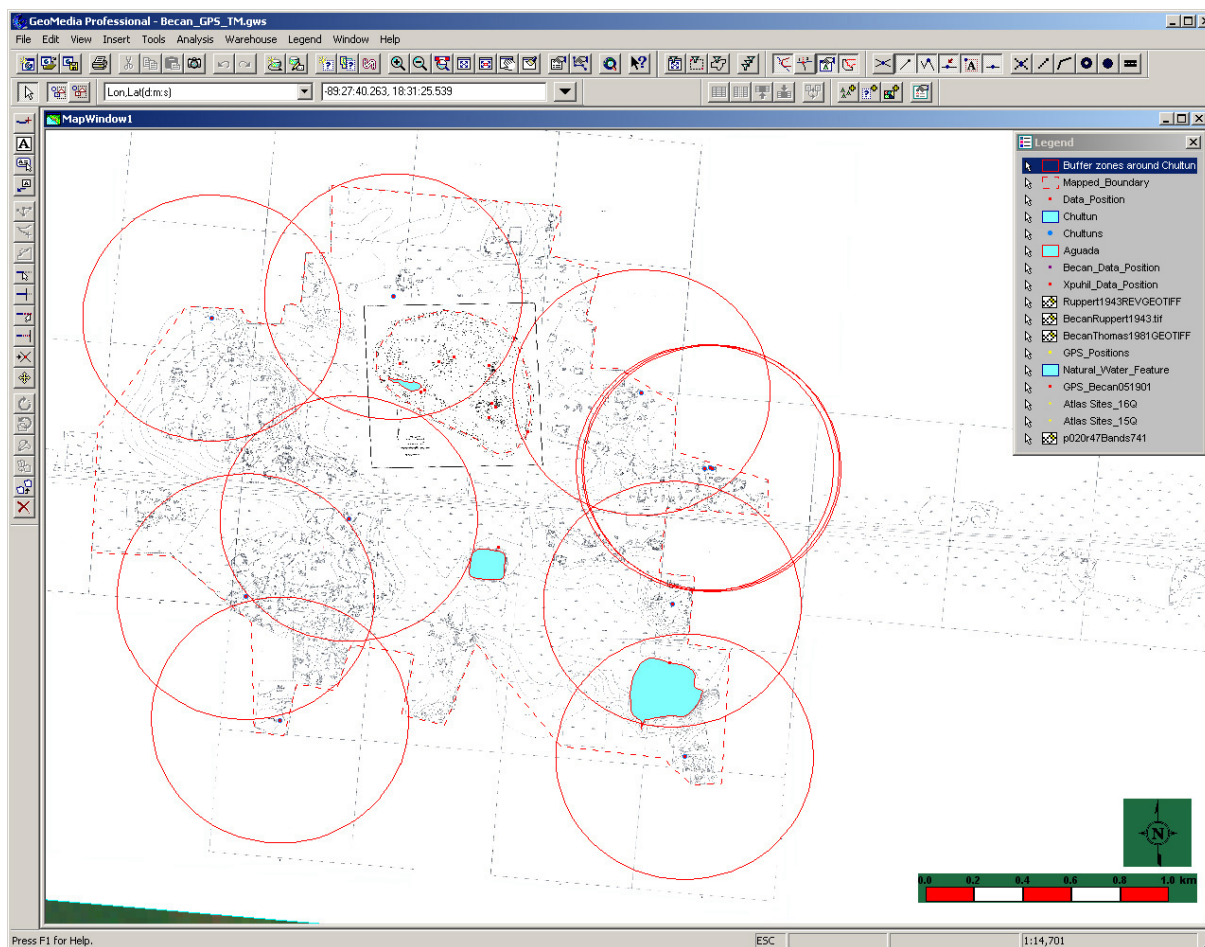 GeoMedia Professional - Becan_GPS_TM.gws
File Edit View Insert Tools Analysis Warehouse Legend Window Help
Lon,Lat(d:m:s)
-89:27:40.263, 18:31:25.539
MapWindow1
Legend
Buffer zones around Chultun
Mapped_Boundary
Data_Position
Chultun
Chultuns
Aguada
Becan_Data_Position
Xpuhil_Data_Position
Ruppert1943REVGEOTIFF
BecanRuppert1943.tif
BecanThomas1981GEOTIFF
GPS_Positions
Natural_Water_Feature
GPS_Becan051901
Atlas Sites_16Q
Atlas Sites_15Q
p020r47Bands741
N
0.0 0.2 0.4 0.6 0.8 1.0 km
Press F1 for Help.
ESC
1:14,701